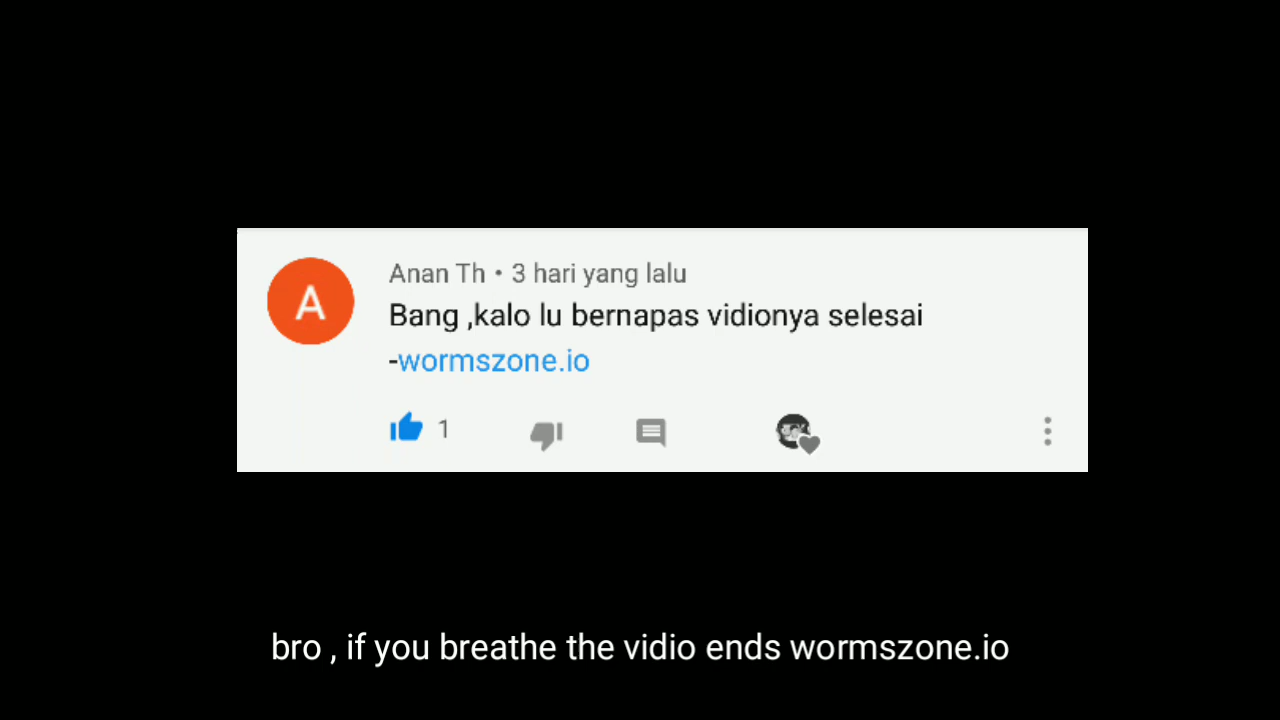 A
Anan Th • 3 hari yang lalu
Bang ,kalo lu bernapas vidionya selesai
-wormszone.io
1
bro , if you breathe the vidio ends wormszone.io